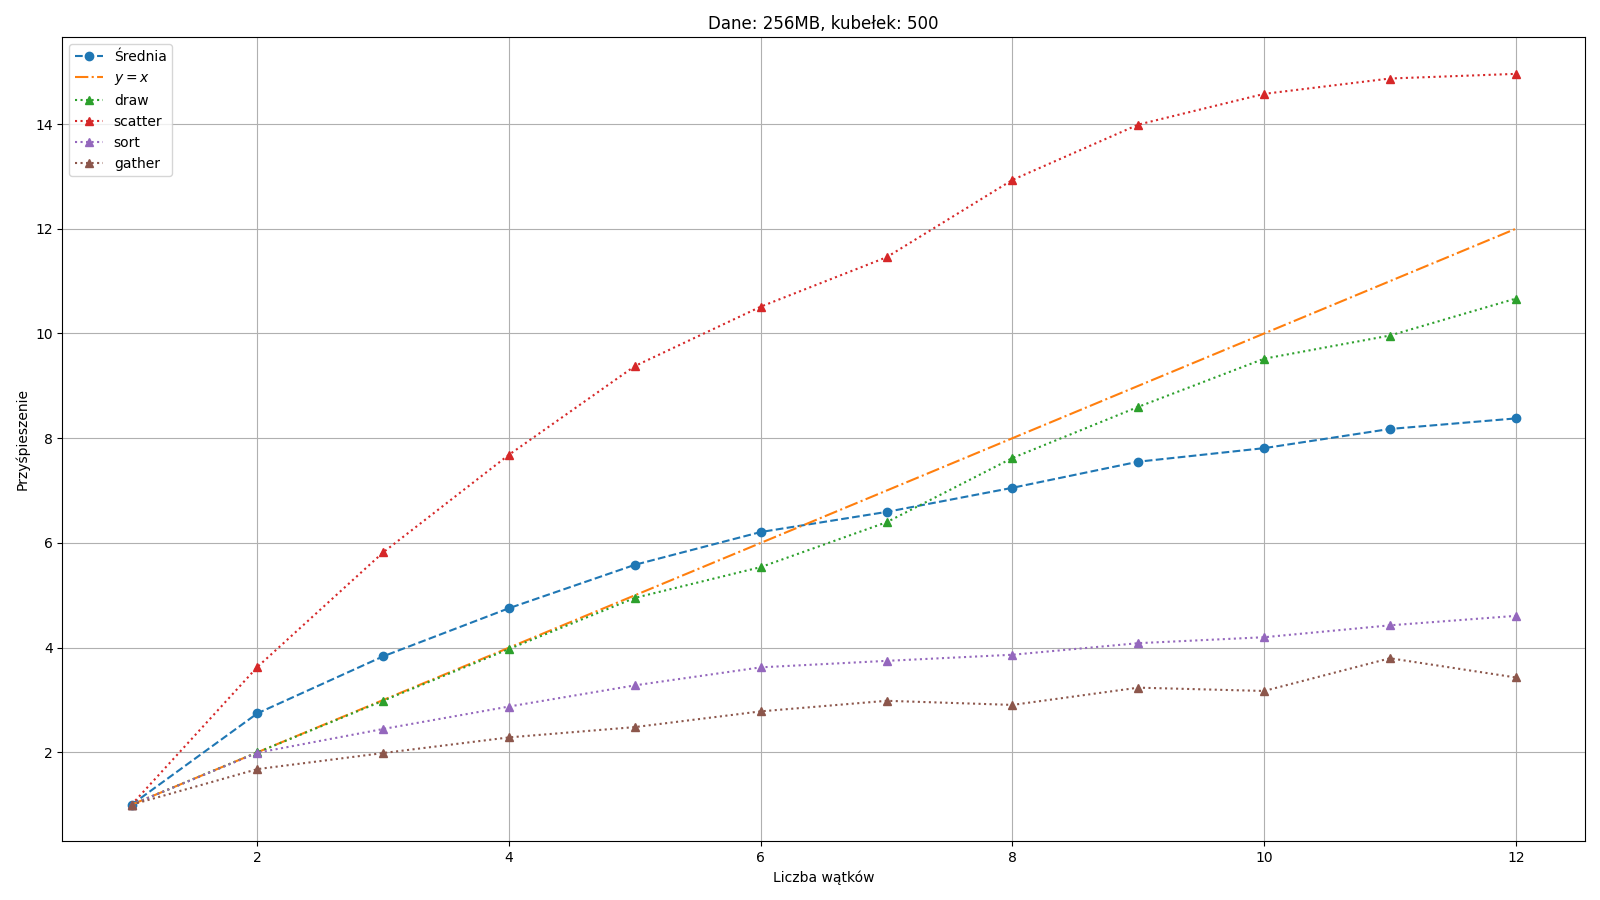 Dane: 256MB, kubełek: 500
Średnia
y = x
draw
scatter
sort
gather
Przyśpieszenie
14
12
10
8
6
4
2
2 4 6 8 10 12
Liczba wątków